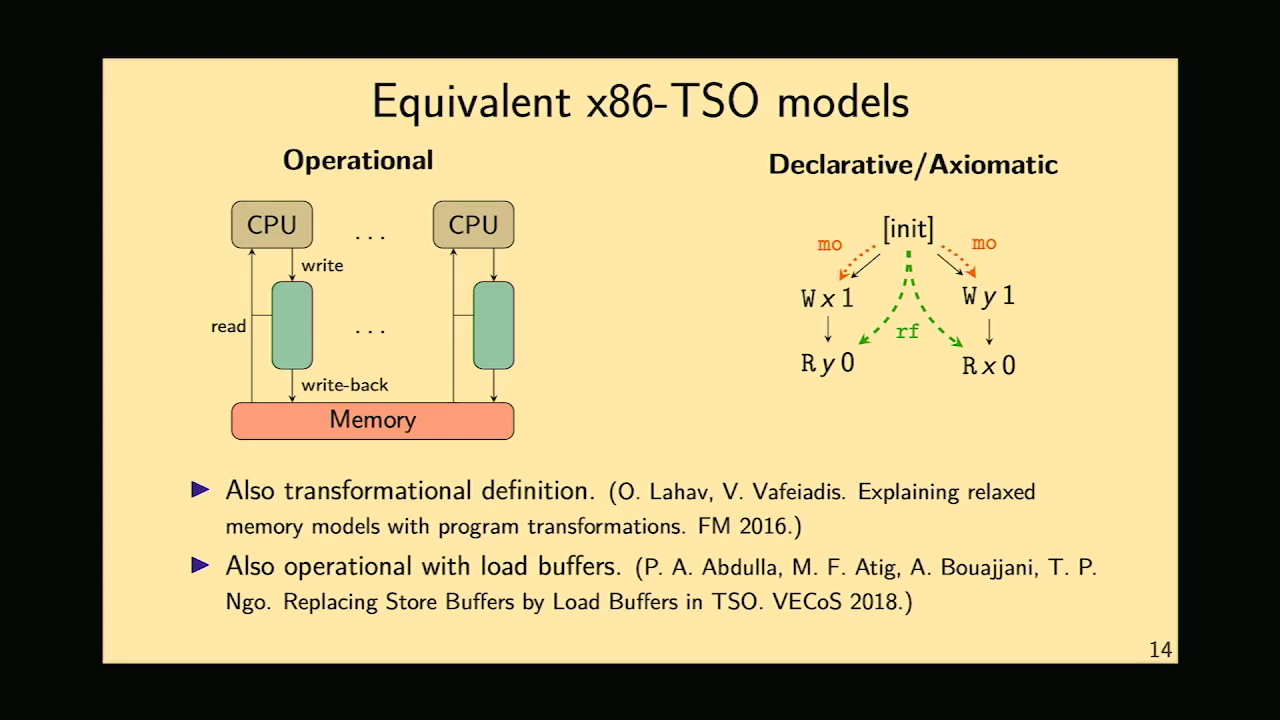 Equivalent x86-TSO models
Operational
CPU
. . .
CPU
write
read
. . .
write-back
Memory
Declarative/Axiomatic
[init]
mo
mo
W x 1
W y 1
rf
R y 0
R x 0
Also transformational definition. (O. Lahav, V. Vafeiadis. Explaining relaxed
memory models with program transformations. FM 2016.)
Also operational with load buffers. (P. A. Abdulla, M. F. Atig, A. Bouajjani, T. P.
Ngo. Replacing Store Buffers by Load Buffers in TSO. VECoS 2018.)
14